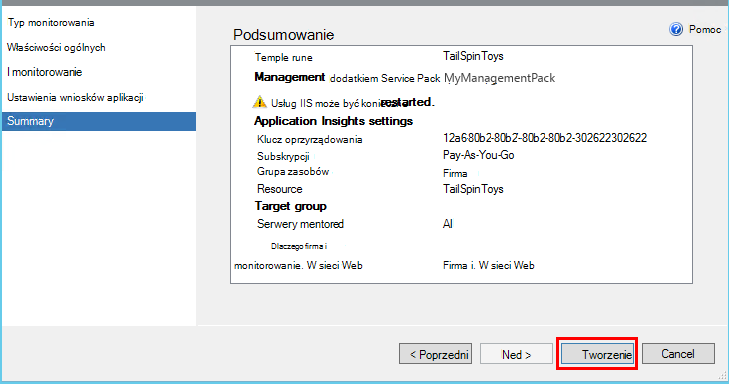 Typ monitorowania
Właściwości ogólnych
I monitorowanie
Ustawienia wniosków aplikacji
Summary
Podsumowanie
Pomoc
Temple rune TailSpinToys
Management dodatkiem Service Pack MyManagementPack
Usług IIS może być konieczne restarted.
Application Insights settings
Klucz oprzyrządowania 12a680b2-80b2-80b2-80b2-302622302622
Subskrypcji Pay-As-You-Go
Grupa zasobów Firma
Resource TailSpinToys
Target group
Serwery mentored AI
Dlaczego firma i
monitorowanie. W sieci Web Firma i. W sieci Web
< Poprzedni
Ned >
Tworzenie
Cancel